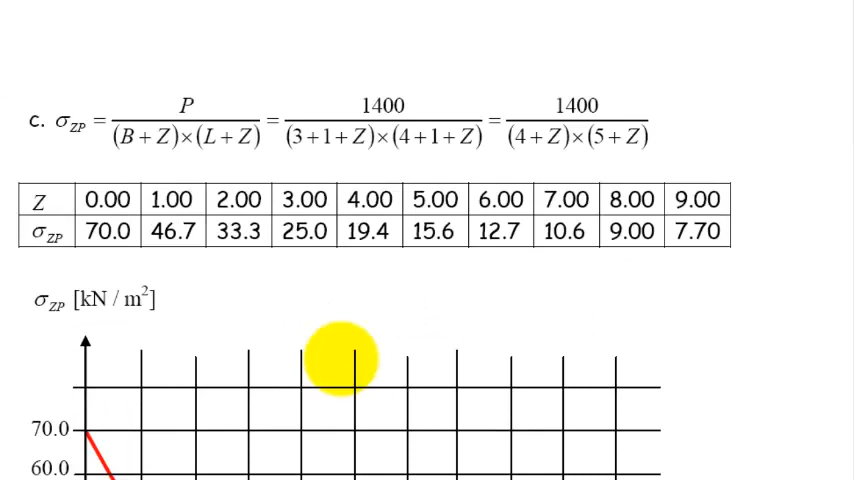 c. σ_ZP = P / ((B + Z)×(L + Z)) = 1400 / ((3+1+Z)×(4+1+Z)) = 1400 / ((4+Z)×(5+Z))
Z 0.00 1.00 2.00 3.00 4.00 5.00 6.00 7.00 8.00 9.00
σ_ZP 70.0 46.7 33.3 25.0 19.4 15.6 12.7 10.6 9.00 7.70
σ_ZP [kN / m²]
70.0
60.0